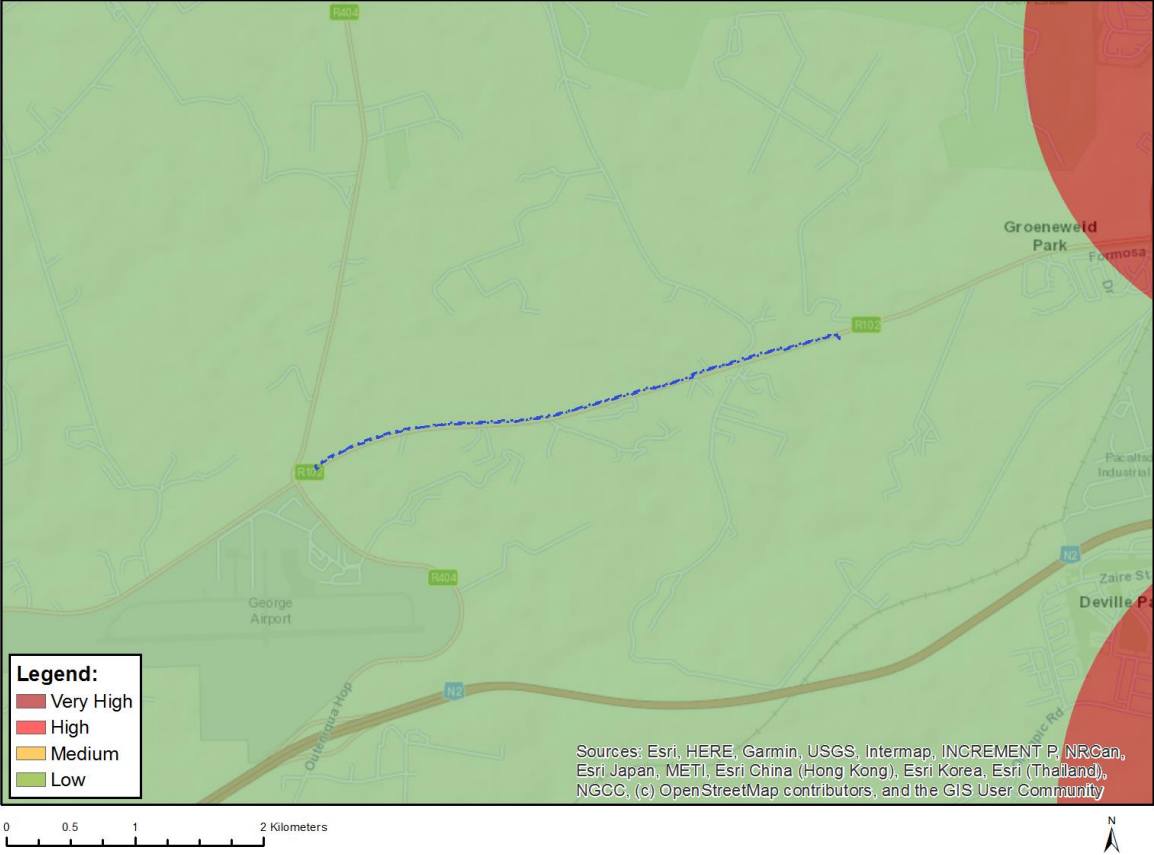 R404
Groeneweld
Park
Formosa
Dr
R102
R102
Pacaltsc
Industrial
N2
R404
Zaire St
George
Airport
Deville Pa
N2
Outeniqua Hop
Legend:
Very High
High
Medium
Low
Sources: Esri, HERE, Garmin, USGS, Intermap, INCREMENT P, NRCan,
Esri Japan, METI, Esri China (Hong Kong), Esri Korea, Esri (Thailand),
NGCC, (c) OpenStreetMap contributors, and the GIS User Community
0 0.5 1 2 Kilometers
N